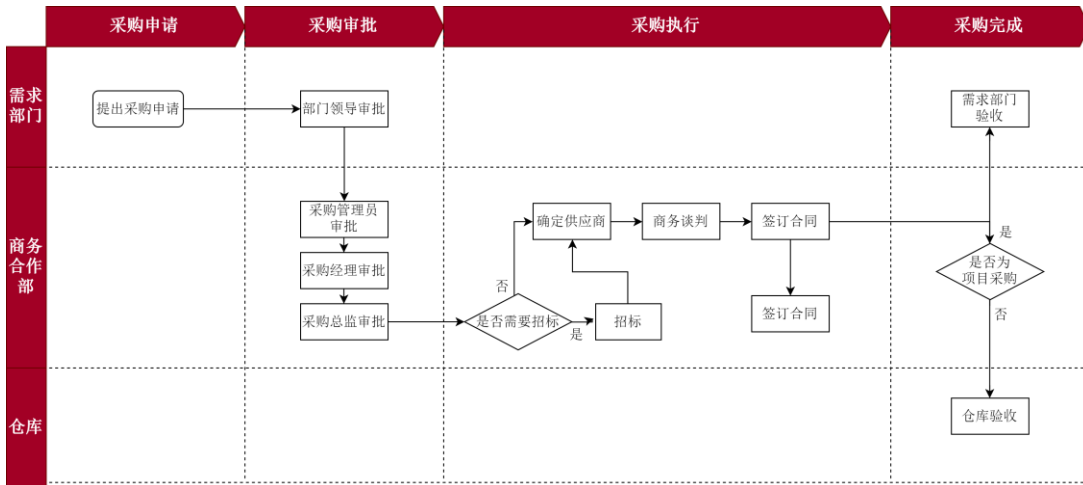 采购申请
采购审批
采购执行
采购完成
需求
部门
提出采购申请
部门领导审批
需求部门
验收
商务
合作
部
采购管理员
审批
采购经理审批
采购总监审批
是否需要招标
否
是
招标
确定供应商
商务谈判
签订合同
签订合同
是
是否为
项目采购
否
仓库
仓库验收